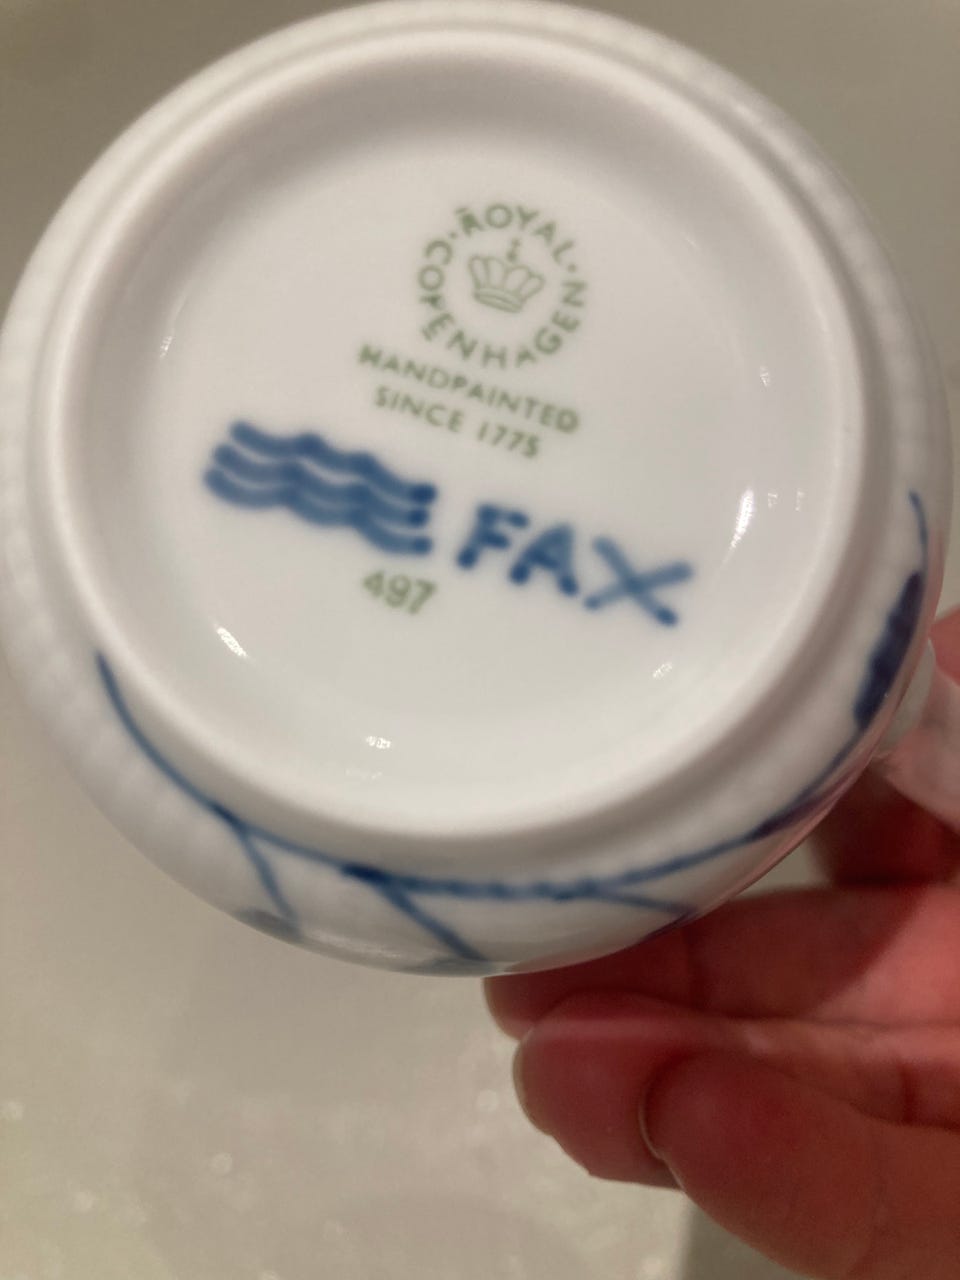 ROYAL
COPENHAGEN
HANDPAINTED
SINCE 1775
FAX
497